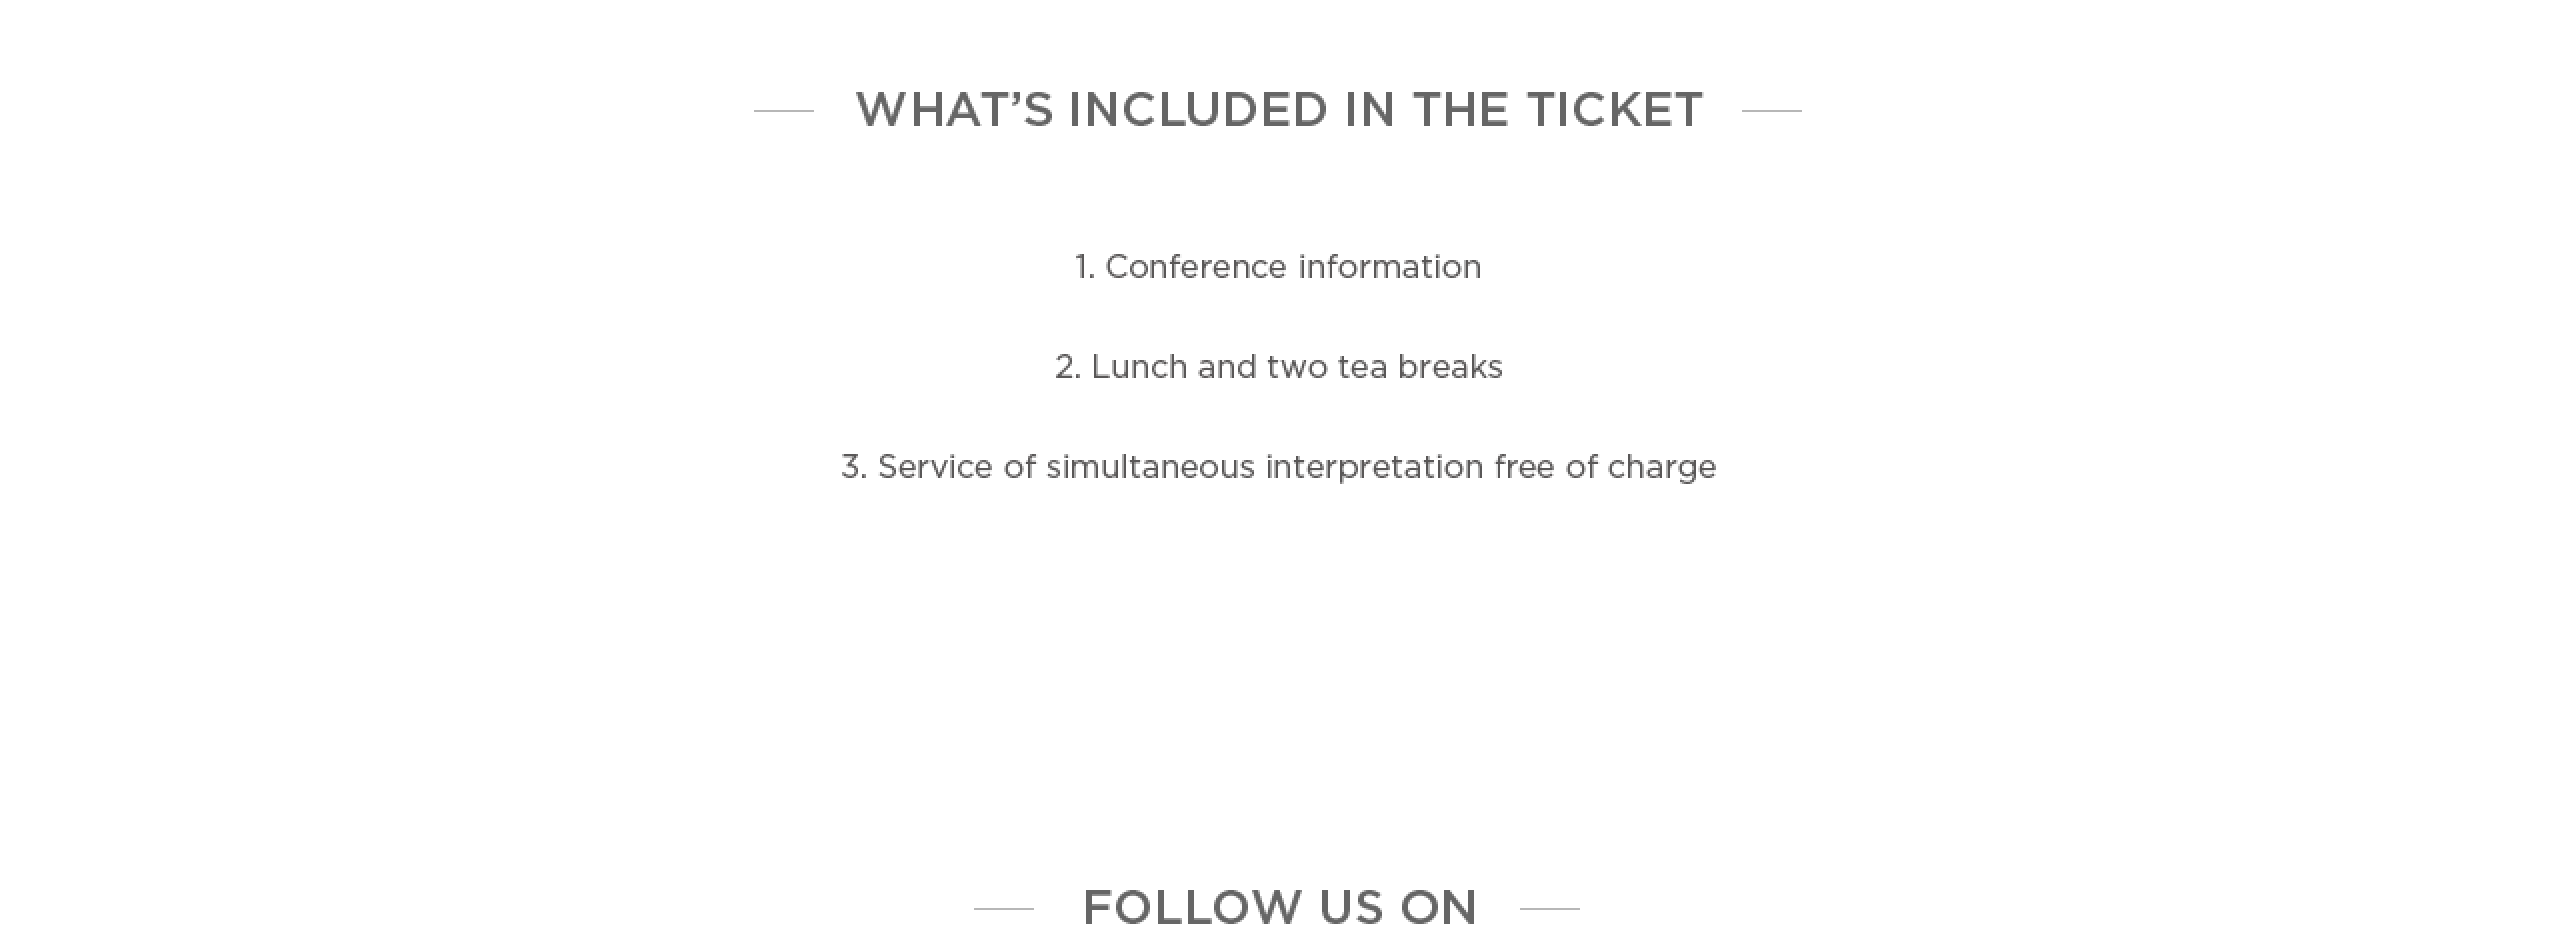 WHAT’S INCLUDED IN THE TICKET
1. Conference information
2. Lunch and two tea breaks
3. Service of simultaneous interpretation free of charge
FOLLOW US ON